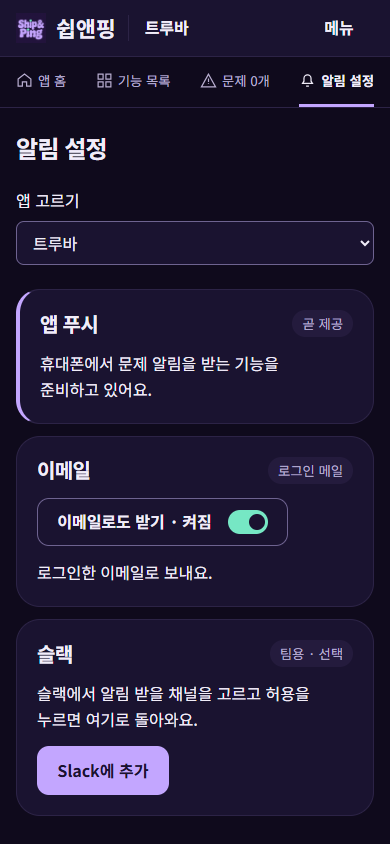 Ship&
Ping
쉽앤핑
트루바
메뉴
앱 홈
기능 목록
문제 0개
알림 설정
알림 설정
앱 고르기
트루바
앱 푸시
곧 제공
휴대폰에서 문제 알림을 받는 기능을
준비하고 있어요.
이메일
로그인 메일
이메일로도 받기 · 켜짐
로그인한 이메일로 보내요.
슬랙
팀용 · 선택
슬랙에서 알림 받을 채널을 고르고 허용을
누르면 여기로 돌아와요.
Slack에 추가